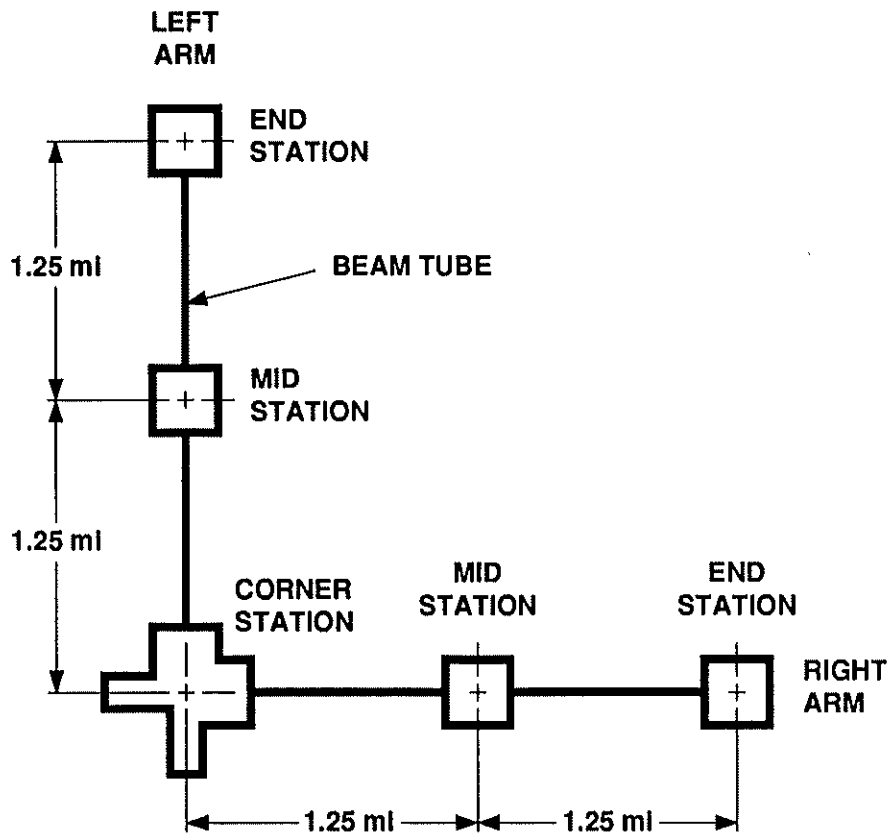 LEFT
ARM
END
STATION
1.25 mi
BEAM TUBE
MID
STATION
1.25 mi
CORNER
STATION
MID
STATION
END
STATION
RIGHT
ARM
1.25 mi
1.25 mi